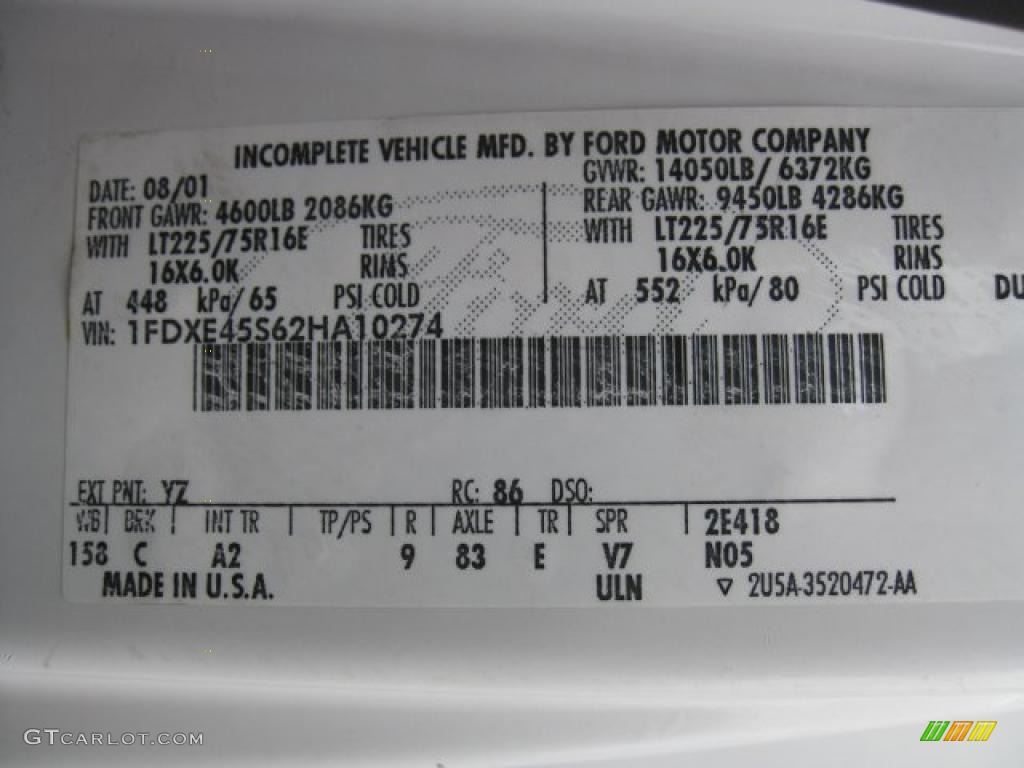 INCOMPLETE VEHICLE MFD. BY FORD MOTOR COMPANY
DATE: 08/01 GVWR: 14050LB/ 6372KG
FRONT GAWR: 4600LB 2086KG REAR GAWR: 9450LB 4286KG
WITH LT225/75R16E TIRES WITH LT225/75R16E TIRES
16X6.0K RIMS 16X6.0K RIMS
AT 448 kPa/65 PSI COLD AT 552 kPa/80 PSI COLD DU
VIN: 1FDXE45S62HA10274
EXT PNT: YZ RC: 86 DSO:
WB BRK INT TR TP/PS R AXLE TR SPR 2E418
158 C A2 9 83 E V7 N05
MADE IN U.S.A. ULN ▽ 2U5A-3520472-AA
GTCARLOT.COM